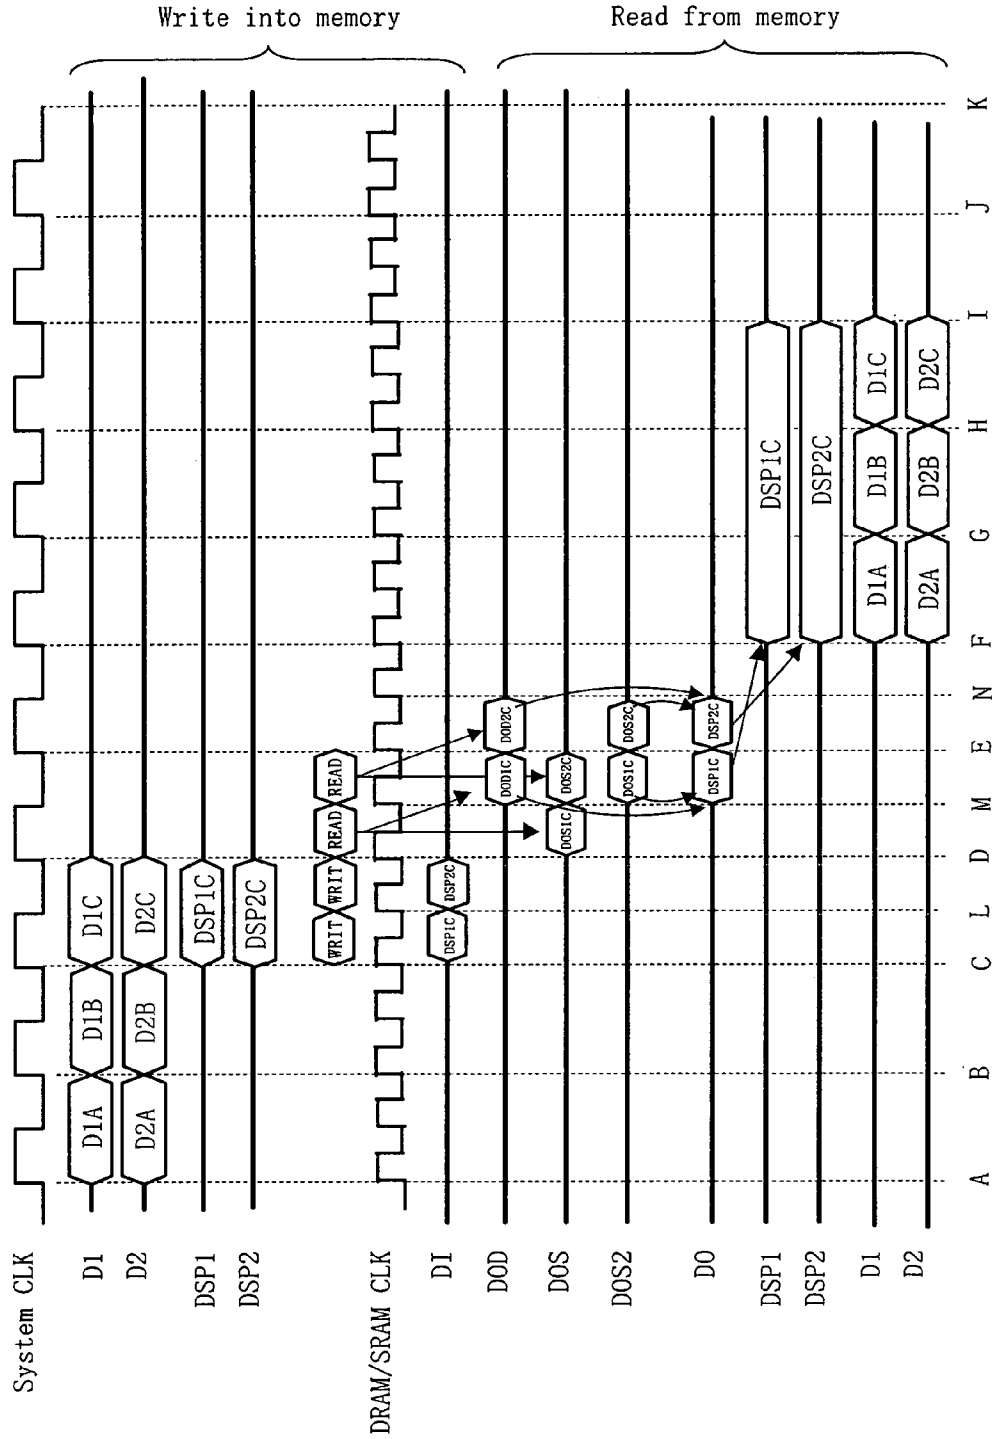 Write into memory
Read from memory
System CLK
D1 D1A D1B D1C
D2 D2A D2B D2C
DSP1 DSP1C
DSP2 DSP2C
WRIT WRIT READ READ
DRAM/SRAM CLK
DI DSP1C DSP2C
DOD DOD1C DOD2C
DOS DOS1C DOS2C
DOS2 DOS1C DOS2C
DO DSP1C DSP2C
DSP1 DSP1C
DSP2 DSP2C
D1 D1A D1B D1C
D2 D2A D2B D2C
A B C L D M E N F G H I J K